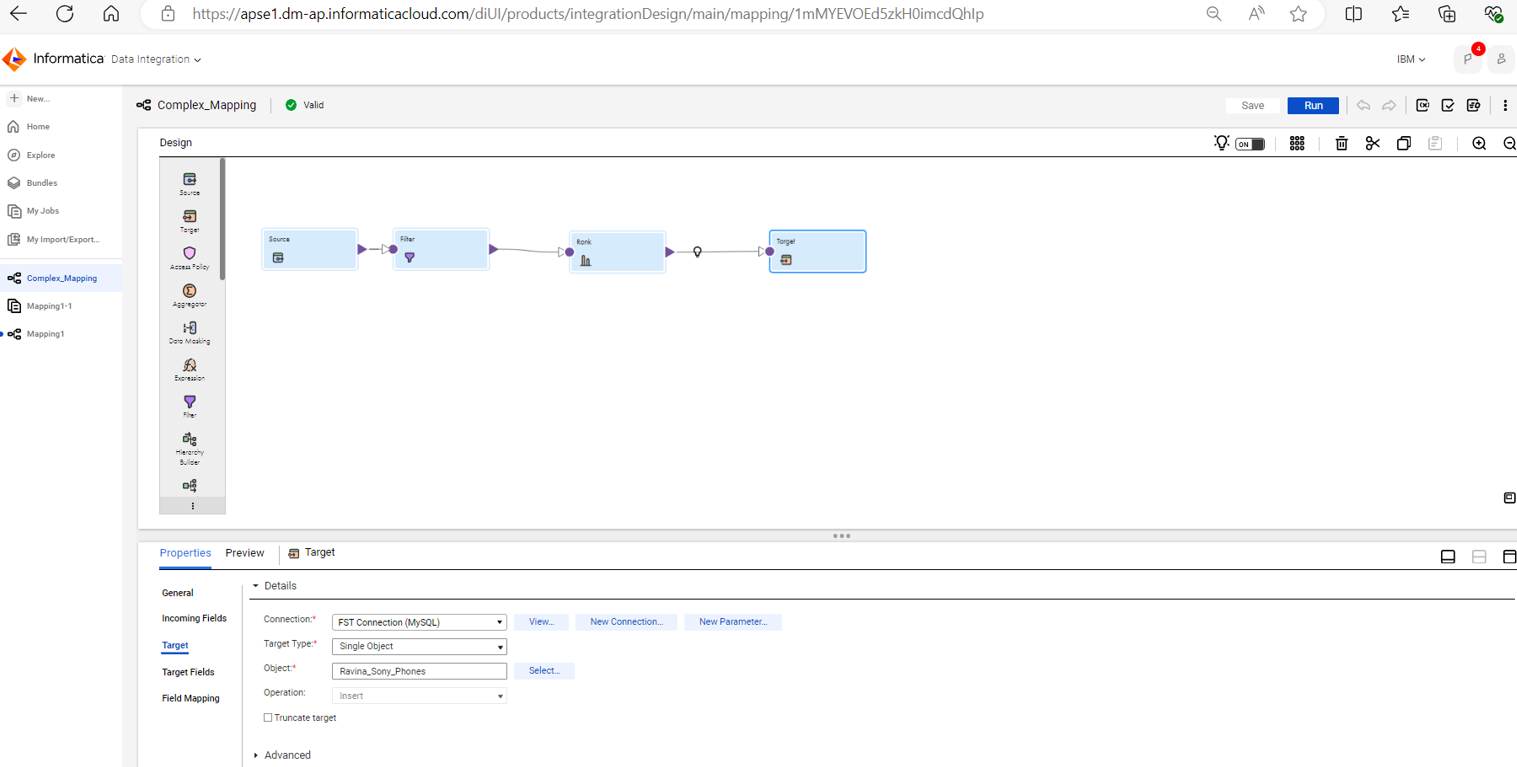 https://apse1.dm-ap.informaticacloud.com/diUI/products/integrationDesign/main/mapping/1mMYEVOEd5zkH0imcdQhIp
Informatica Data Integration
IBM
4
New...
Home
Explore
Bundles
My Jobs
My Import/Export...
Complex_Mapping
Mapping1-1
Mapping1
Complex_Mapping Valid
Save Run
Design
ON
Source
Target
Access Policy
Aggregator
Data Masking
Expression
Filter
Hierarchy
Builder
Source
Filter
Rank
Target
Properties Preview Target
General
Incoming Fields
Target
Target Fields
Field Mapping
Details
Connection:* FST Connection (MySQL) View... New Connection... New Parameter...
Target Type:* Single Object
Object:* Ravina_Sony_Phones Select...
Operation: Insert
Truncate target
Advanced